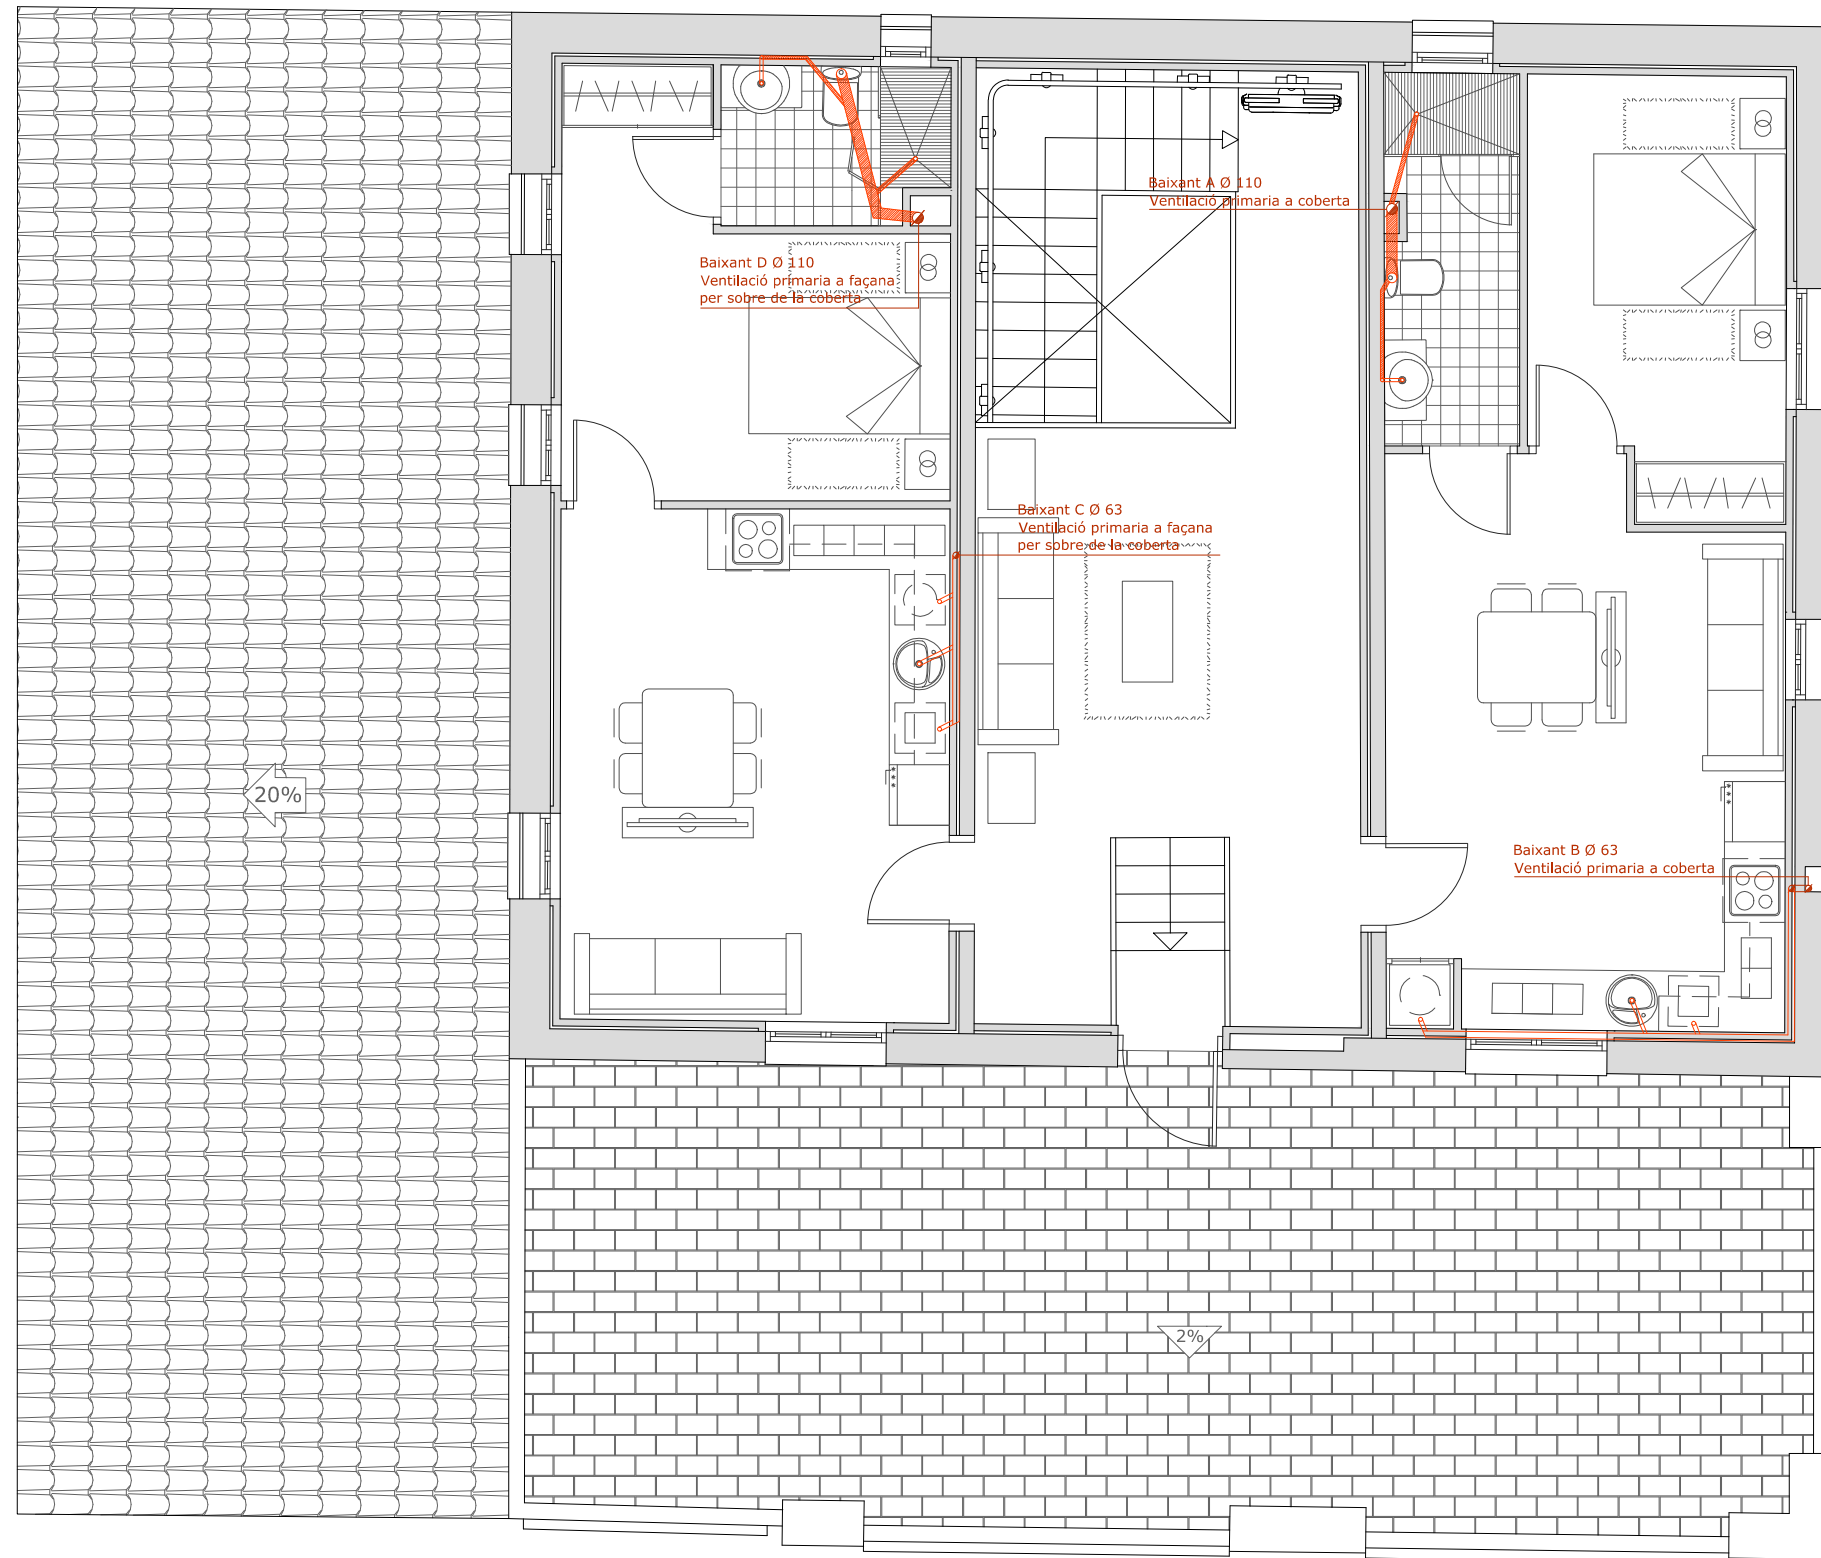 Baixant A Ø 110
Ventilació primaria a coberta
Baixant D Ø 110
Ventilació primaria a façana
per sobre de la coberta
Baixant C Ø 63
Ventilació primaria a façana
per sobre de la coberta
20%
Baixant B Ø 63
Ventilació primaria a coberta
2%